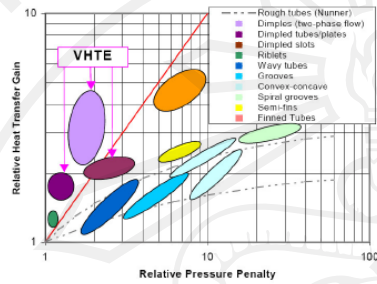 10
Relative Heat Transfer Gain
1
VHTE
Rough tubes (Nunner)
Dimples (two-phase flow)
Dimpled tubes/plates
Dimpled slots
Riblets
Wavy tubes
Grooves
Convex-concave
Spiral grooves
Semi-fins
Finned Tubes
1
10
100
Relative Pressure Penalty